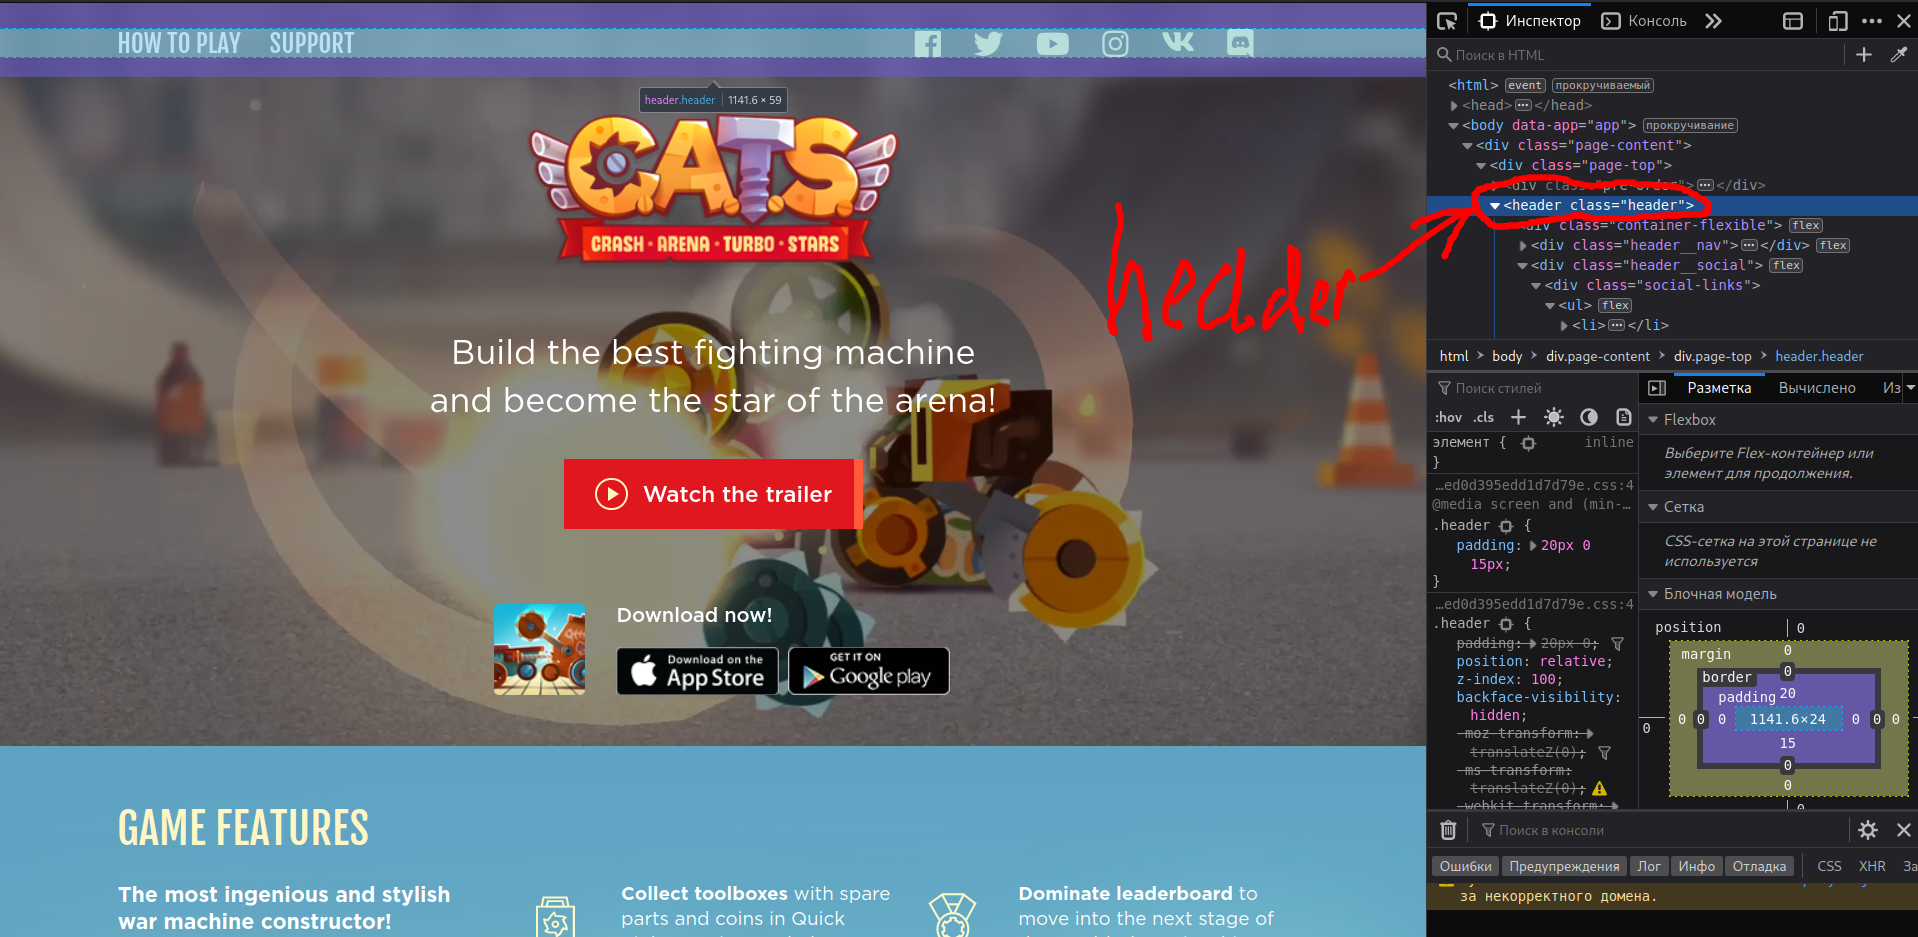 HOW TO PLAY SUPPORT
header.header 1141.6 × 59
C.A.T.S.
CRASH · ARENA · TURBO · STARS
Build the best fighting machine
and become the star of the arena!
Watch the trailer
Download now!
Download on the
App Store
GET IT ON
Google play
GAME FEATURES
The most ingenious and stylish
war machine constructor!
Collect toolboxes with spare
parts and coins in Quick
Dominate leaderboard to
move into the next stage of
header
Инспектор Консоль
Поиск в HTML
<html> event прокручиваемый
<head> </head>
<body data-app="app"> прокручивание
<div class="page-content">
<div class="page-top">
<div class="pre-order"> </div>
<header class="header">
<div class="container-flexible"> flex
<div class="header__nav"> </div> flex
<div class="header__social"> flex
<div class="social-links">
<ul> flex
<li> </li>
html > body > div.page-content > div.page-top > header.header
Поиск стилей
:hov .cls
элемент { inline
}
…ed0d395edd1d7d79e.css:4
@media screen and (min-…
.header {
padding: 20px 0
15px;
}
…ed0d395edd1d7d79e.css:4
.header {
padding: 20px 0;
position: relative;
z-index: 100;
backface-visibility:
hidden;
-moz-transform:
translateZ(0);
-ms-transform:
translateZ(0);
-webkit-transform:
Разметка Вычислено Из
Flexbox
Выберите Flex-контейнер или
элемент для продолжения.
Сетка
CSS-сетка на этой странице не
используется
Блочная модель
position 0
margin 0
border 0
padding 20
0 0 0 0 1141.6×24 0 0 0
15
0
0
0
Поиск в консоли
Ошибки Предупреждения Лог Инфо Отладка CSS XHR За
за некорректного домена.